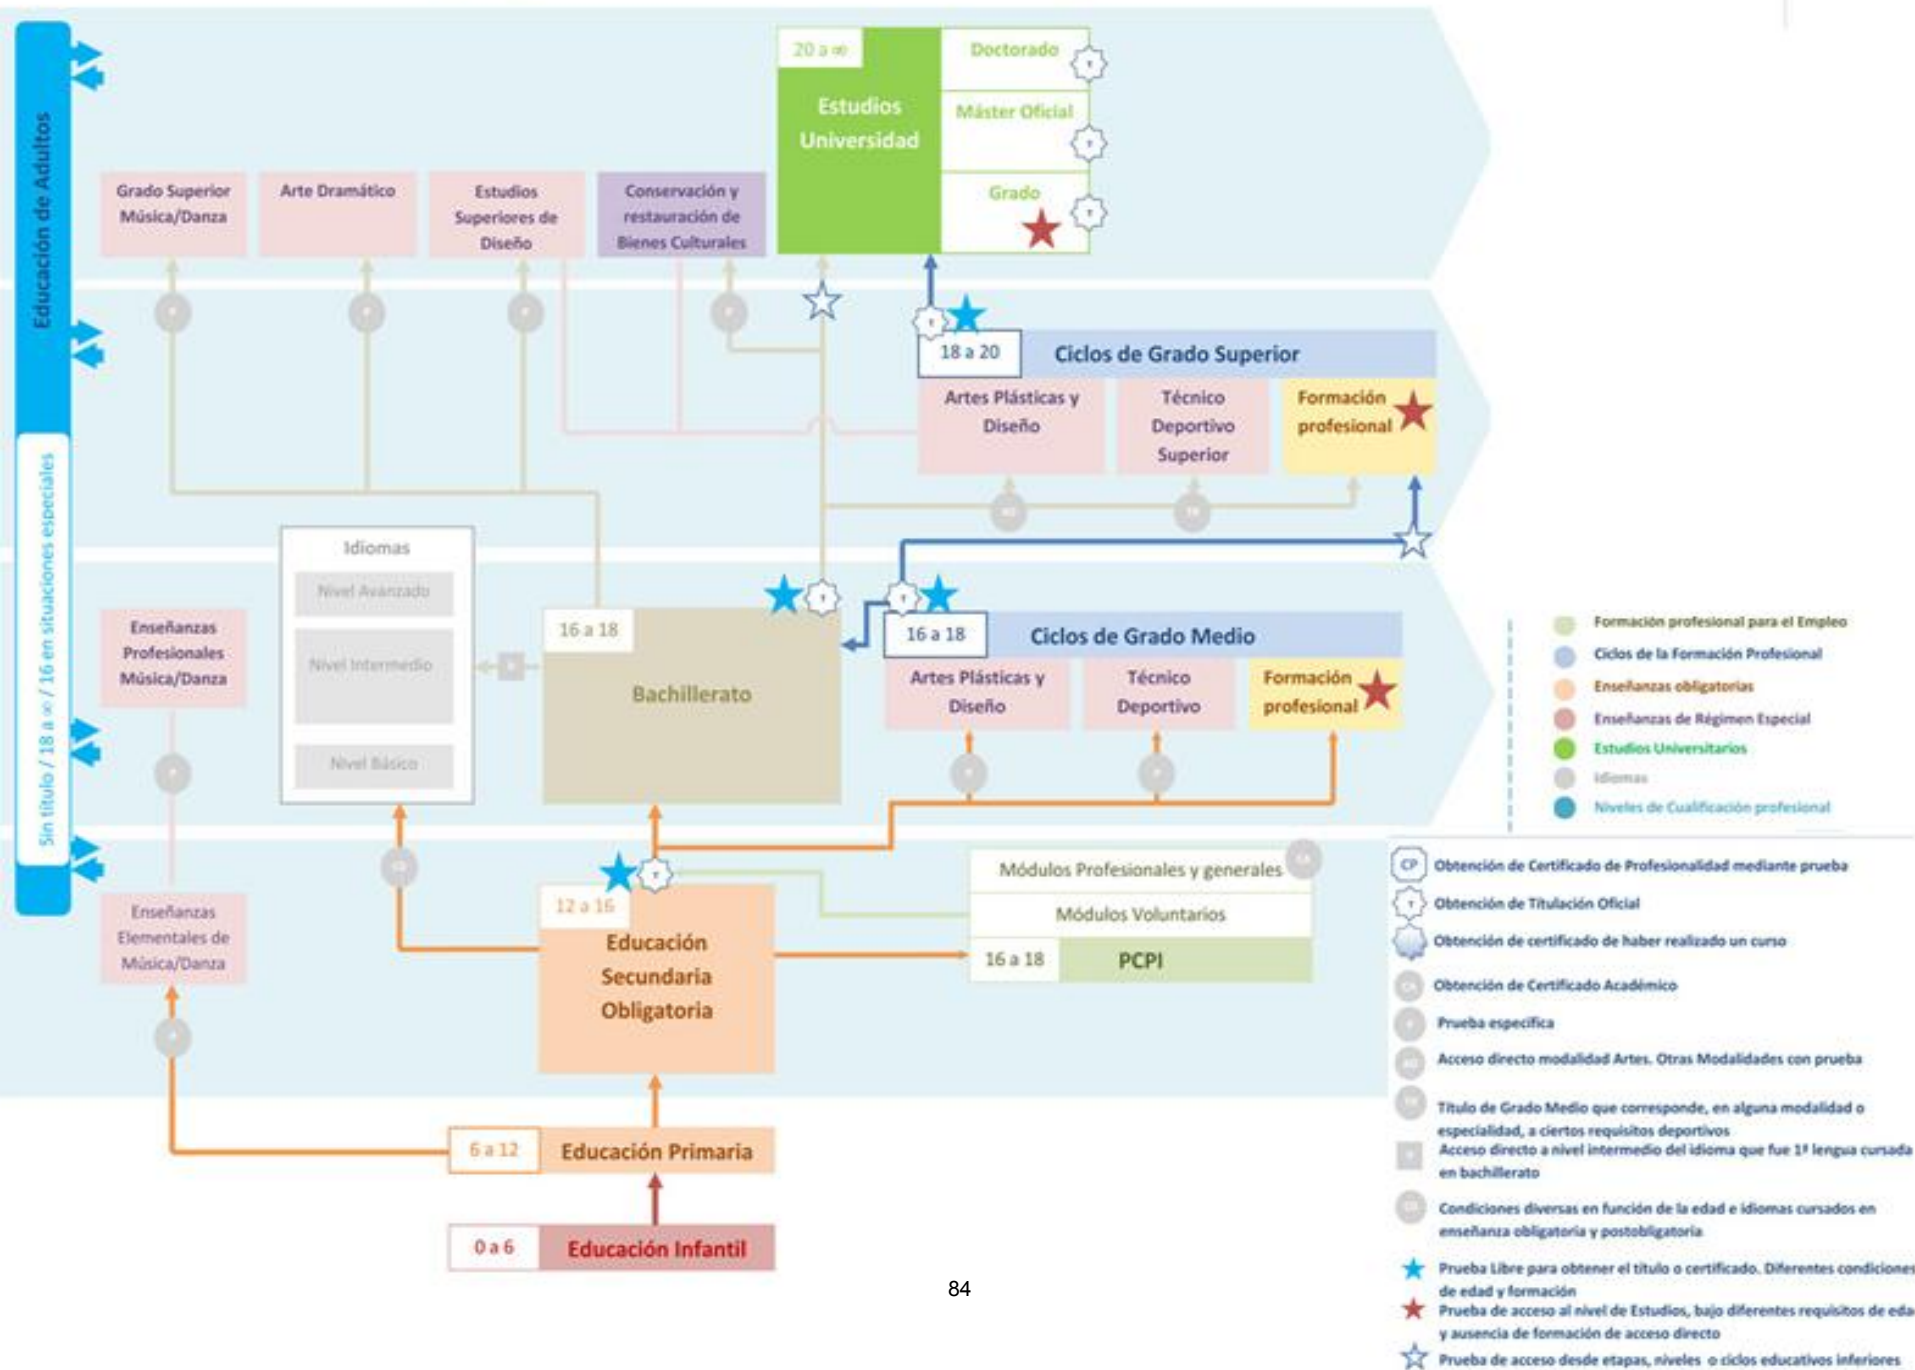 Educación de Adultos
Sin título / 18 a ∞ / 16 en situaciones especiales
20 a ∞
Estudios
Universidad
Doctorado
T
Máster Oficial
T
Grado
T
Grado Superior
Música/Danza
Arte Dramático
Estudios
Superiores de
Diseño
Conservación y
restauración de
Bienes Culturales
T
18 a 20
Ciclos de Grado Superior
Artes Plásticas y
Diseño
Técnico
Deportivo
Superior
Formación
profesional
Idiomas
Nivel Avanzado
Nivel Intermedio
Nivel Básico
Enseñanzas
Profesionales
Música/Danza
T
16 a 18
Bachillerato
T
16 a 18
Ciclos de Grado Medio
Artes Plásticas y
Diseño
Técnico
Deportivo
Formación
profesional
Enseñanzas
Elementales de
Música/Danza
T
12 a 16
Educación
Secundaria
Obligatoria
Módulos Profesionales y generales
Módulos Voluntarios
16 a 18
PCPI
6 a 12
Educación Primaria
0 a 6
Educación Infantil
84
Formación profesional para el Empleo
Ciclos de la Formación Profesional
Enseñanzas obligatorias
Enseñanzas de Régimen Especial
Estudios Universitarios
Idiomas
Niveles de Cualificación profesional
CP Obtención de Certificado de Profesionalidad mediante prueba
T Obtención de Titulación Oficial
Obtención de certificado de haber realizado un curso
CA Obtención de Certificado Académico
Prueba específica
Acceso directo modalidad Artes. Otras Modalidades con prueba
Título de Grado Medio que corresponde, en alguna modalidad o
especialidad, a ciertos requisitos deportivos
Acceso directo a nivel intermedio del idioma que fue 1ª lengua cursada
en bachillerato
Condiciones diversas en función de la edad e idiomas cursados en
enseñanza obligatoria y postobligatoria
Prueba Libre para obtener el título o certificado. Diferentes condiciones
de edad y formación
Prueba de acceso al nivel de Estudios, bajo diferentes requisitos de eda
y ausencia de formación de acceso directo
Prueba de acceso desde etapas, niveles o ciclos educativos inferiores